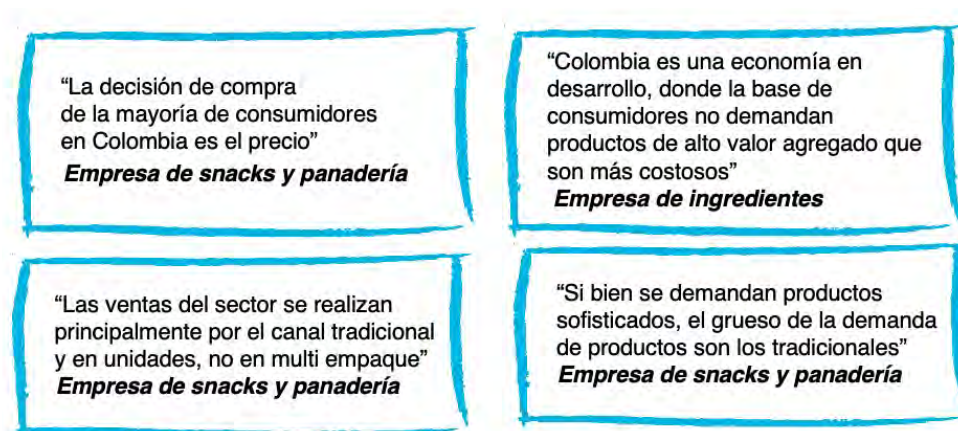 “La decisión de compra
de la mayoría de consumidores
en Colombia es el precio”
Empresa de snacks y panadería
“Colombia es una economía en
desarrollo, donde la base de
consumidores no demandan
productos de alto valor agregado que
son más costosos”
Empresa de ingredientes
“Las ventas del sector se realizan
principalmente por el canal tradicional
y en unidades, no en multi empaque”
Empresa de snacks y panadería
“Si bien se demandan productos
sofisticados, el grueso de la demanda
de productos son los tradicionales”
Empresa de snacks y panadería